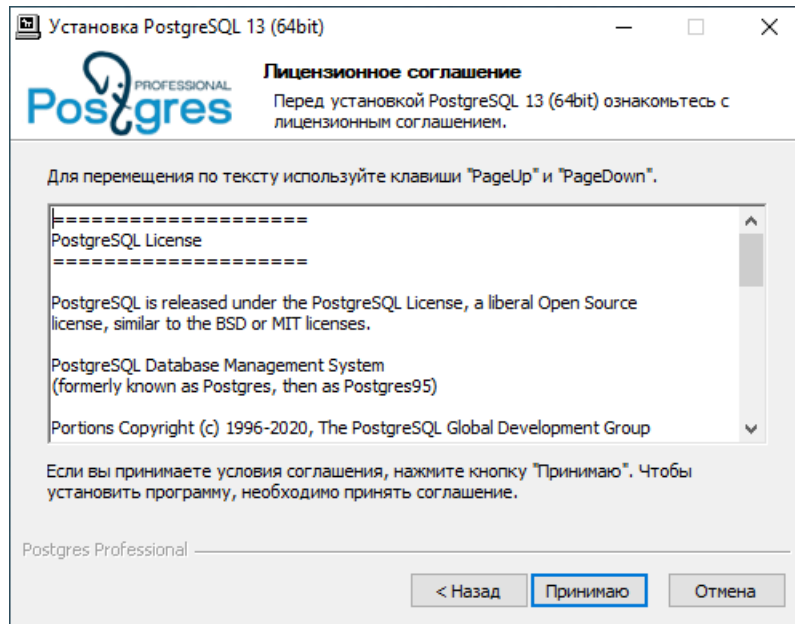 Установка PostgreSQL 13 (64bit)
PROFESSIONAL
Postgres
Лицензионное соглашение
Перед установкой PostgreSQL 13 (64bit) ознакомьтесь с
лицензионным соглашением.
Для перемещения по тексту используйте клавиши "PageUp" и "PageDown".
====================
PostgreSQL License
====================
PostgreSQL is released under the PostgreSQL License, a liberal Open Source
license, similar to the BSD or MIT licenses.
PostgreSQL Database Management System
(formerly known as Postgres, then as Postgres95)
Portions Copyright (c) 1996-2020, The PostgreSQL Global Development Group
Если вы принимаете условия соглашения, нажмите кнопку "Принимаю". Чтобы
установить программу, необходимо принять соглашение.
Postgres Professional
< Назад
Принимаю
Отмена